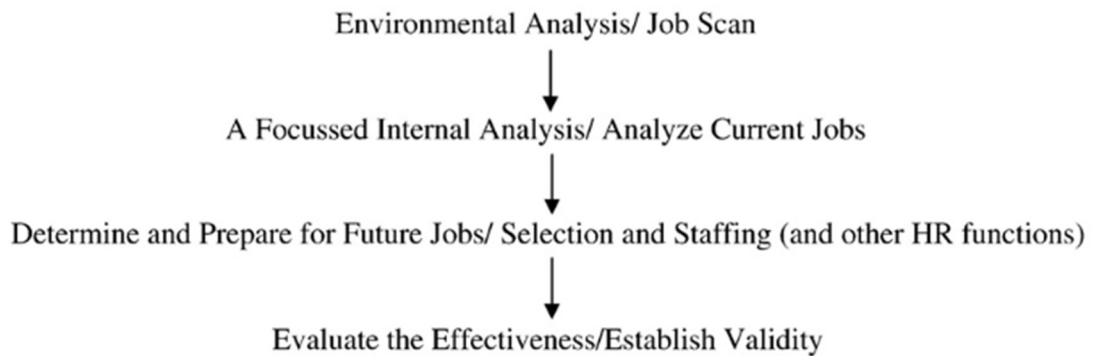 Environmental Analysis/ Job Scan
A Focussed Internal Analysis/ Analyze Current Jobs
Determine and Prepare for Future Jobs/ Selection and Staffing (and other HR functions)
Evaluate the Effectiveness/Establish Validity